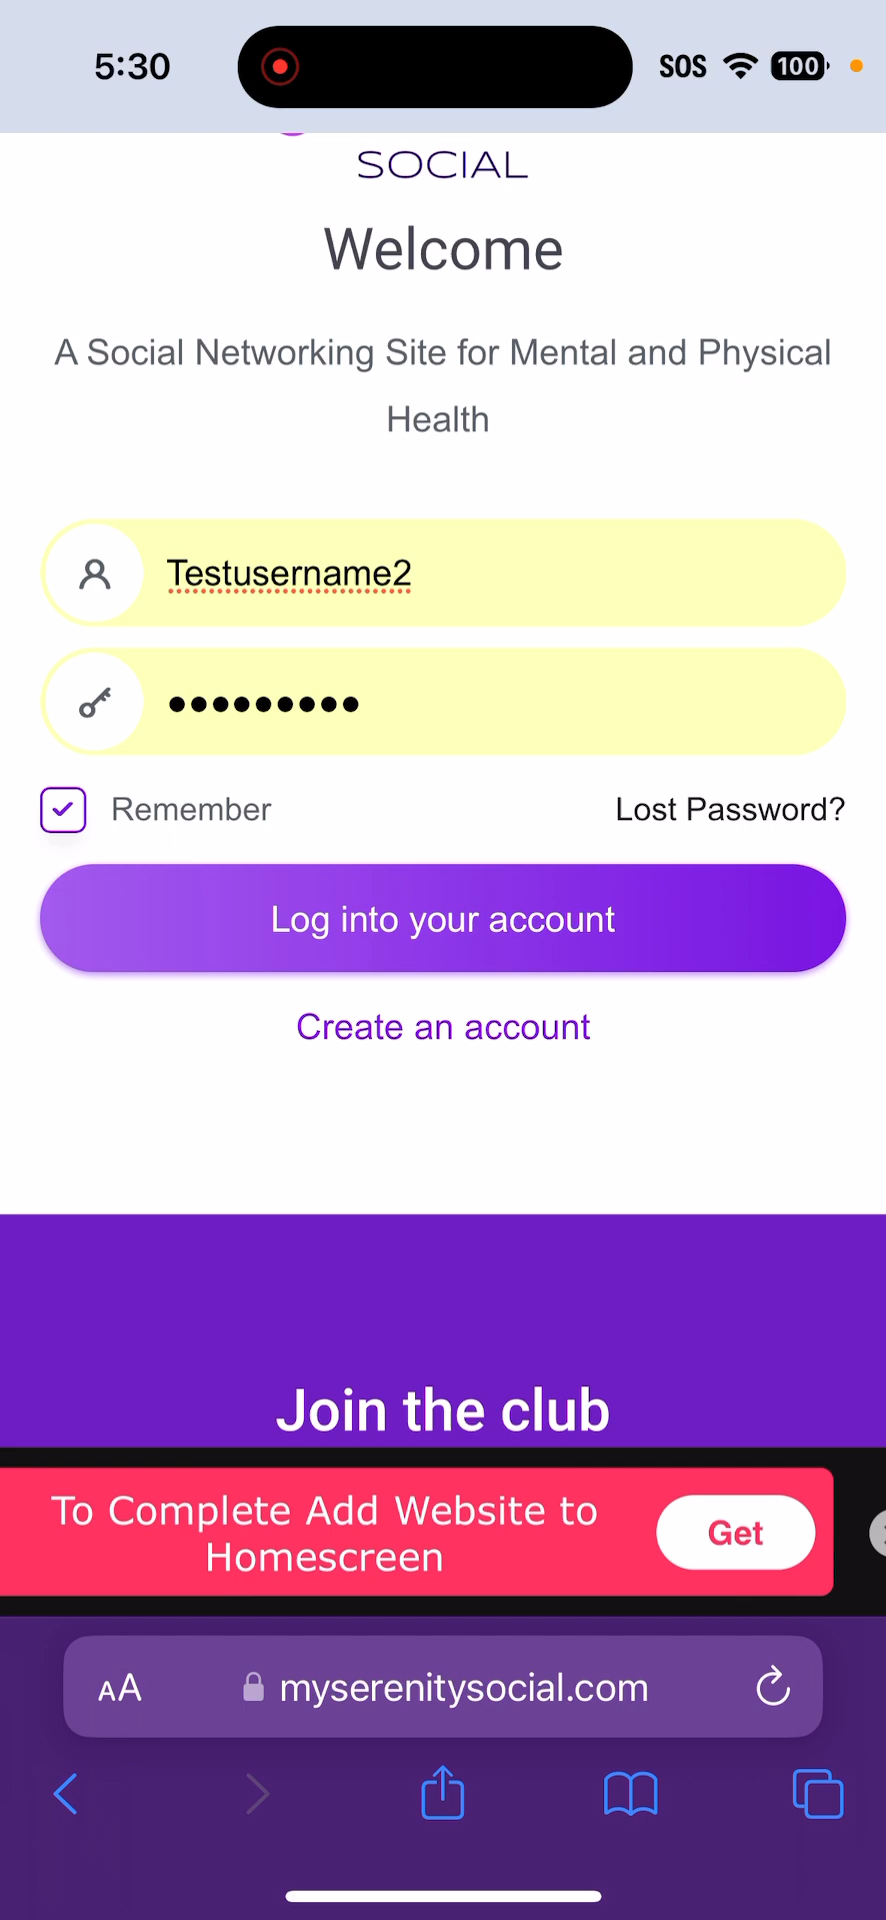 5:30
SOS
100
SOCIAL
Welcome
A Social Networking Site for Mental and Physical
Health
Testusername2
Remember
Lost Password?
Log into your account
Create an account
Join the club
To Complete Add Website to
Homescreen
Get
AA
myserenitysocial.com